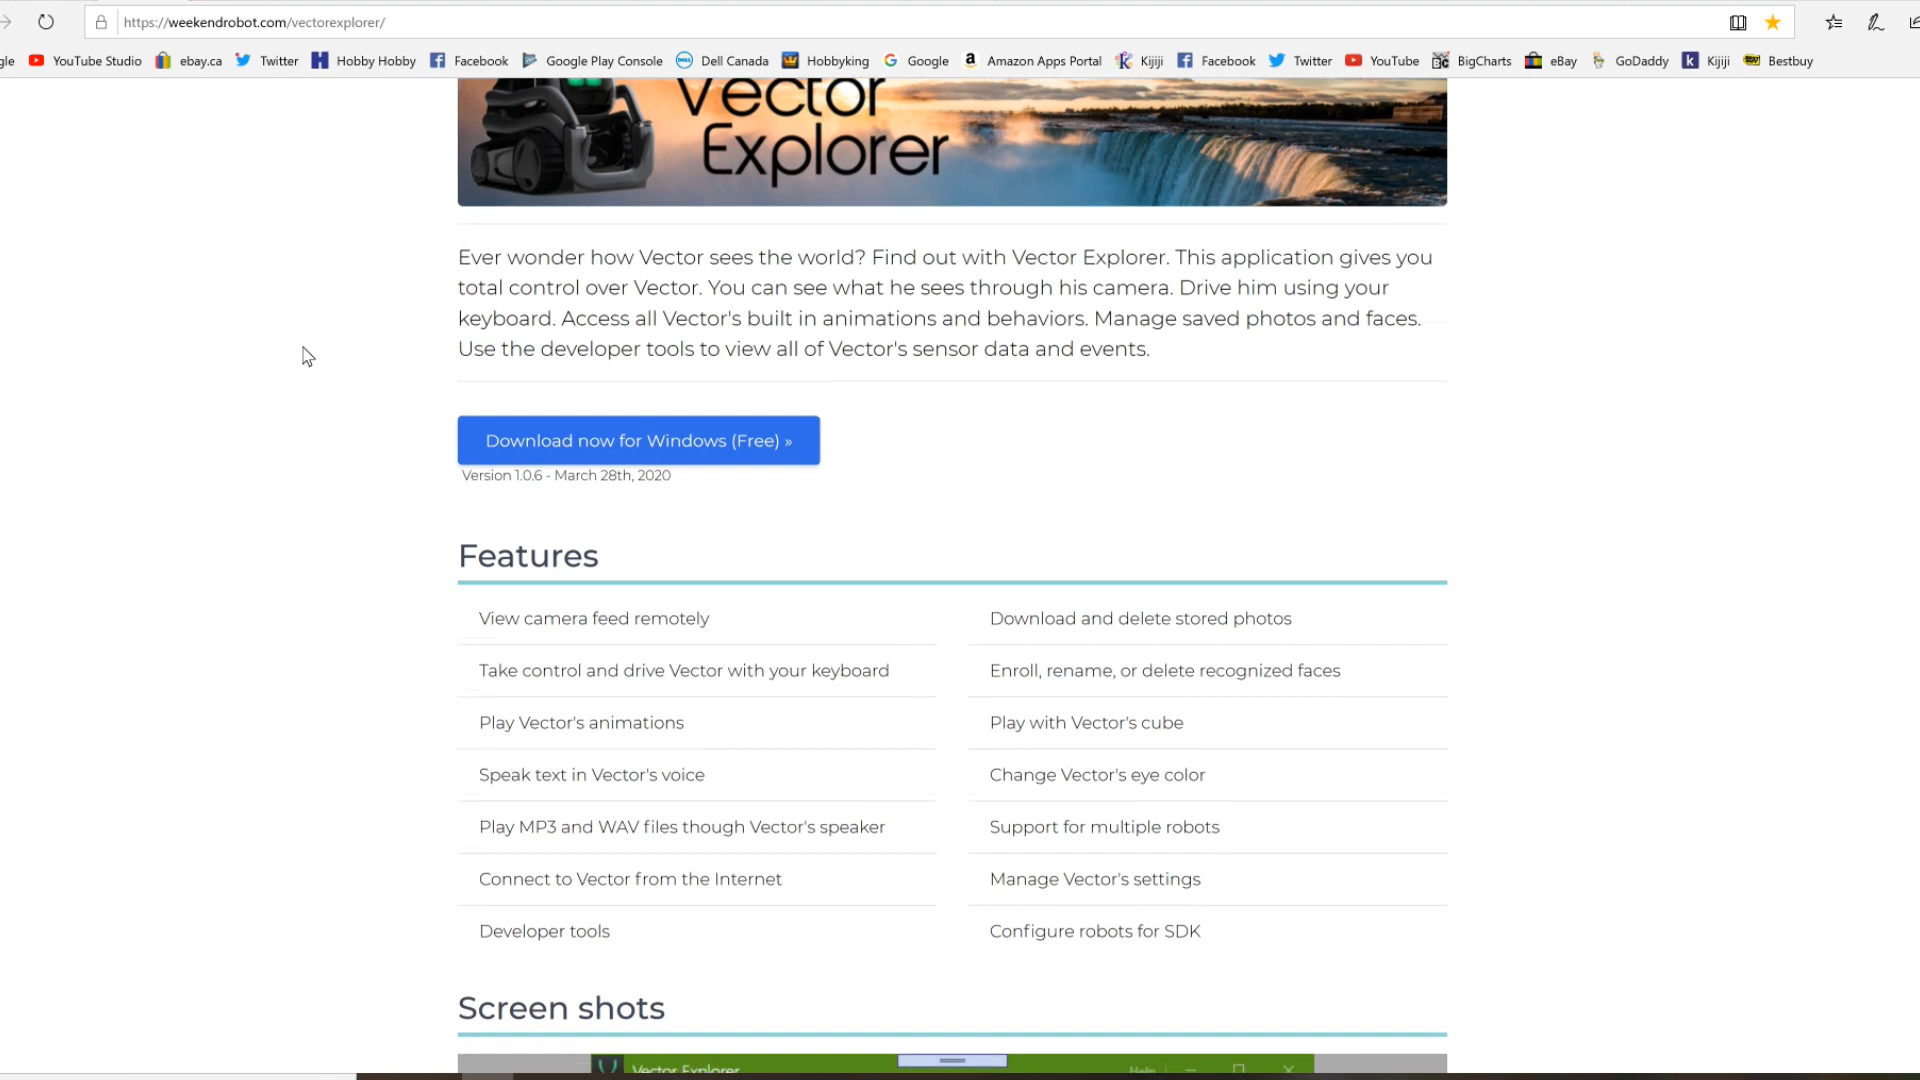 https://weekendrobot.com/vectorexplorer/
gle YouTube Studio ebay.ca Twitter Hobby Hobby Facebook Google Play Console Dell Canada Hobbyking Google Amazon Apps Portal Kijiji Facebook Twitter YouTube BigCharts eBay GoDaddy Kijiji Bestbuy
Vector
Explorer
Ever wonder how Vector sees the world? Find out with Vector Explorer. This application gives you
total control over Vector. You can see what he sees through his camera. Drive him using your
keyboard. Access all Vector's built in animations and behaviors. Manage saved photos and faces.
Use the developer tools to view all of Vector's sensor data and events.
Download now for Windows (Free) »
Version 1.0.6 - March 28th, 2020
Features
View camera feed remotely
Download and delete stored photos
Take control and drive Vector with your keyboard
Enroll, rename, or delete recognized faces
Play Vector's animations
Play with Vector's cube
Speak text in Vector's voice
Change Vector's eye color
Play MP3 and WAV files though Vector's speaker
Support for multiple robots
Connect to Vector from the Internet
Manage Vector's settings
Developer tools
Configure robots for SDK
Screen shots
Vector Explorer
Help